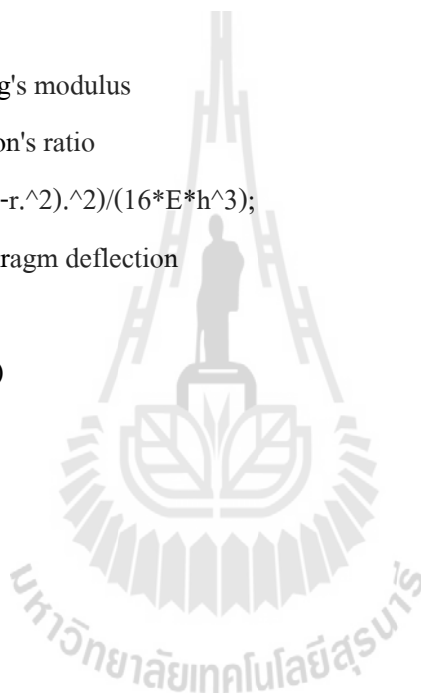 g's modulus
on's ratio
-r.^2).^2)/(16*E*h^3);
ragm deflection
)
มหาวิทยาลัยเทคโนโลยีสุรนารี